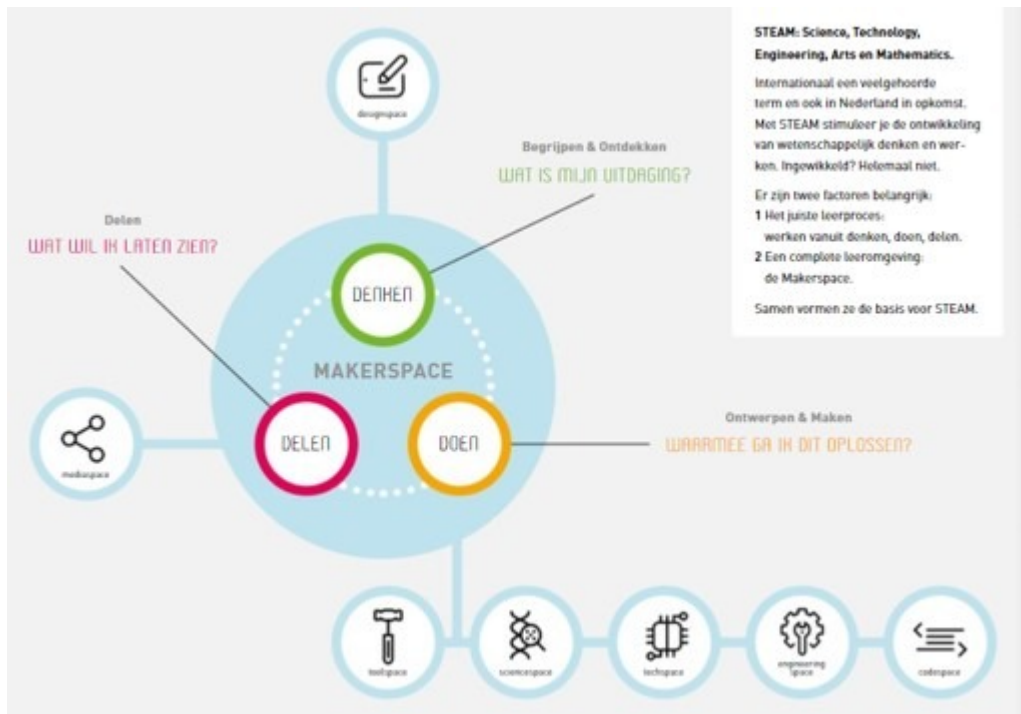 designspace
Begrijpen & Ontdekken
WAT IS MIJN UITDAGING?
Delen
WAT WIL IK LATEN ZIEN?
DENKEN
MAKERSPACE
DELEN
DOEN
mediaspace
Ontwerpen & Maken
WAARMEE GA IK DIT OPLOSSEN?
toolspace
sciencespace
techspace
engineering
space
codespace
STEAM: Science, Technology,
Engineering, Arts en Mathematics.
Internationaal een veelgehoorde
term en ook in Nederland in opkomst.
Met STEAM stimuleer je de ontwikkeling
van wetenschappelijk denken en wer-
ken. Ingewikkeld? Helemaal niet.
Er zijn twee factoren belangrijk:
1 Het juiste leerproces:
werken vanuit denken, doen, delen.
2 Een complete leeromgeving:
de Makerspace.
Samen vormen ze de basis voor STEAM.